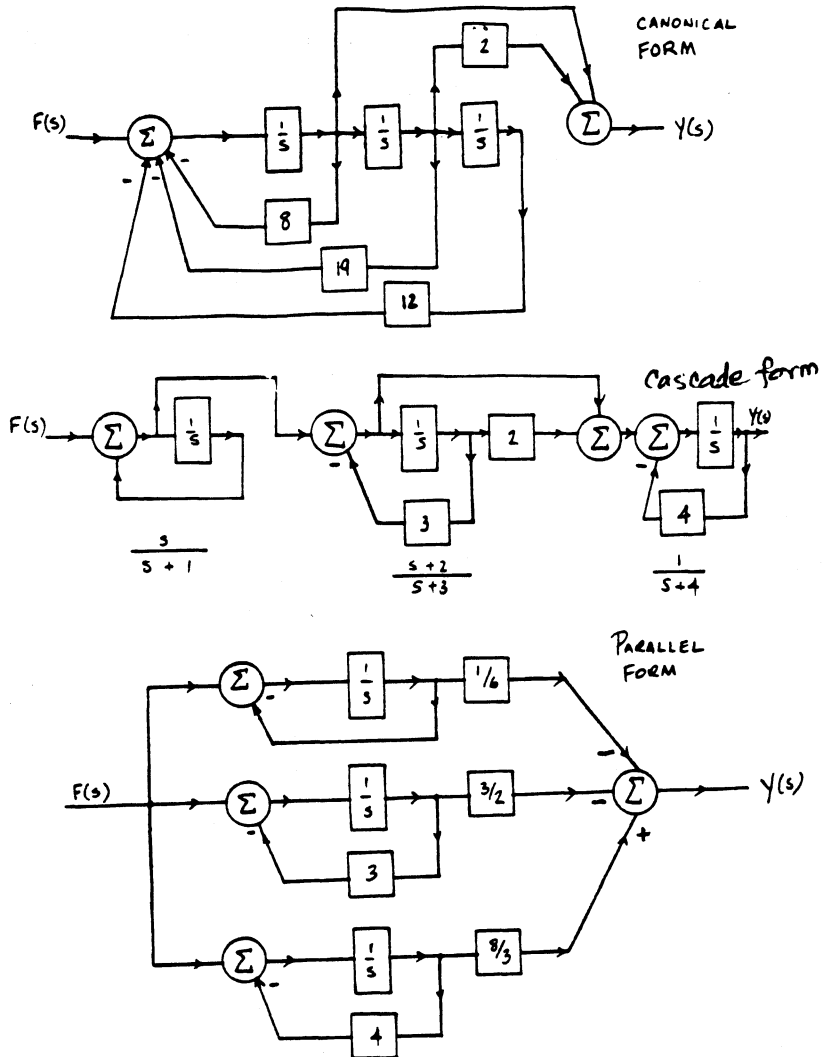 CANONICAL
FORM
2
F(s) Σ 1/s 1/s 1/s Σ Y(s)
- - -
8
19
12
Cascade form
F(s) Σ 1/s Σ 1/s 2 Σ Σ 1/s Y(s)
- -
3 4
s/(s + 1) (s + 2)/(s + 3) 1/(s + 4)
PARALLEL
FORM
Σ - 1/s 1/6
-
F(s) Σ - 1/s 3/2 - Σ Y(s)
+
3
Σ - 1/s 8/3
4